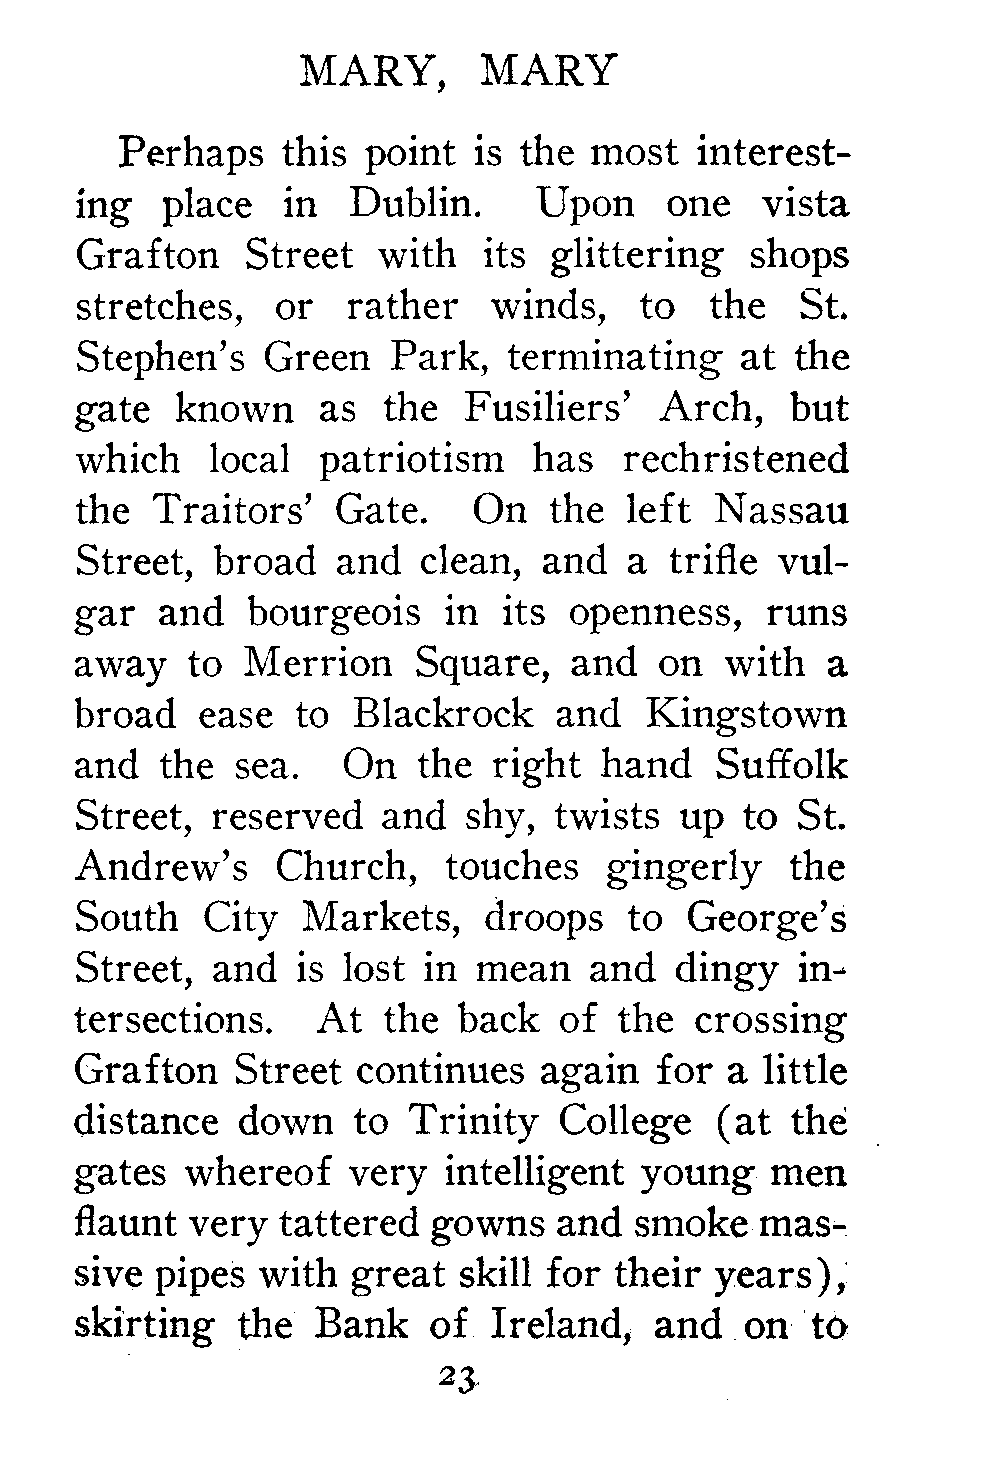 MARY, MARY
Perhaps this point is the most interest-
ing place in Dublin. Upon one vista
Grafton Street with its glittering shops
stretches, or rather winds, to the St.
Stephen's Green Park, terminating at the
gate known as the Fusiliers' Arch, but
which local patriotism has rechristened
the Traitors' Gate. On the left Nassau
Street, broad and clean, and a trifle vul-
gar and bourgeois in its openness, runs
away to Merrion Square, and on with a
broad ease to Blackrock and Kingstown
and the sea. On the right hand Suffolk
Street, reserved and shy, twists up to St.
Andrew's Church, touches gingerly the
South City Markets, droops to George's
Street, and is lost in mean and dingy in-
tersections. At the back of the crossing
Grafton Street continues again for a little
distance down to Trinity College (at the
gates whereof very intelligent young men
flaunt very tattered gowns and smoke mas-
sive pipes with great skill for their years),
skirting the Bank of Ireland, and on to
23